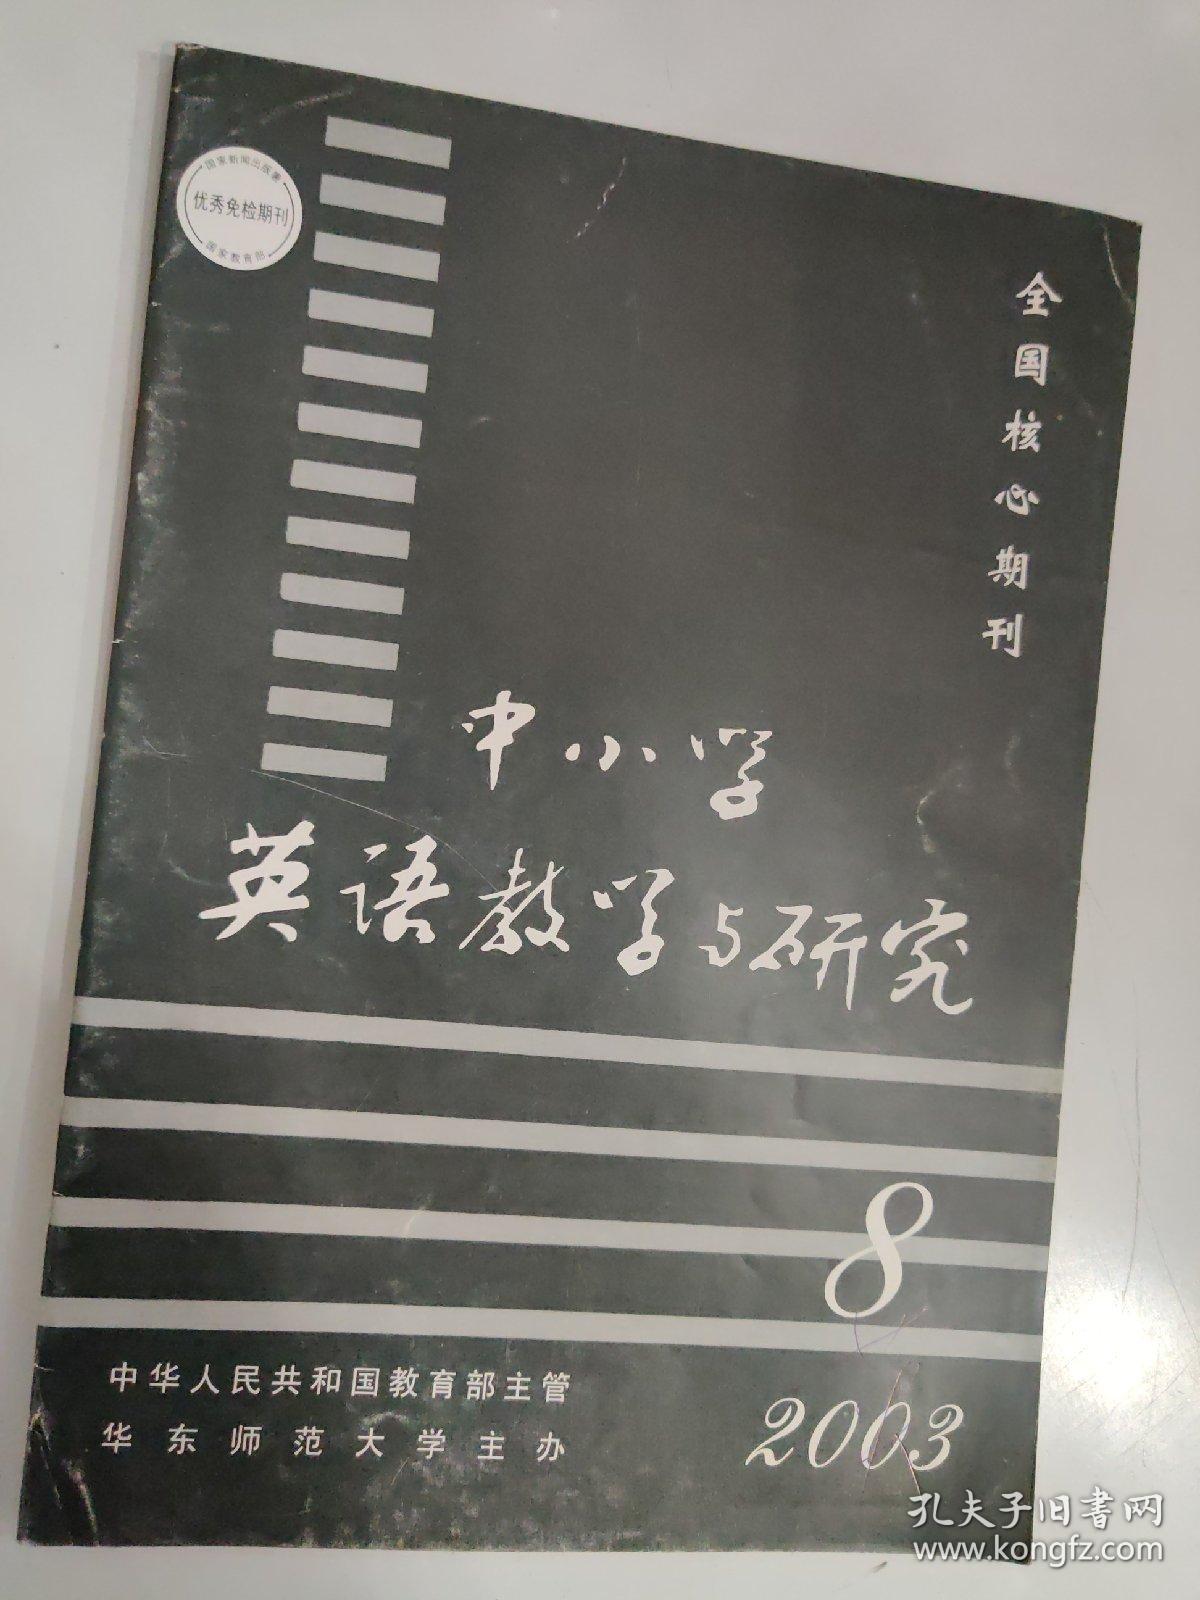 国家新闻出版署
优秀免检期刊
国家教育部
全国核心期刊
中小学
英语教学与研究
8
2003
中华人民共和国教育部主管
华东师范大学主办
孔夫子旧书网
www.kongfz.com